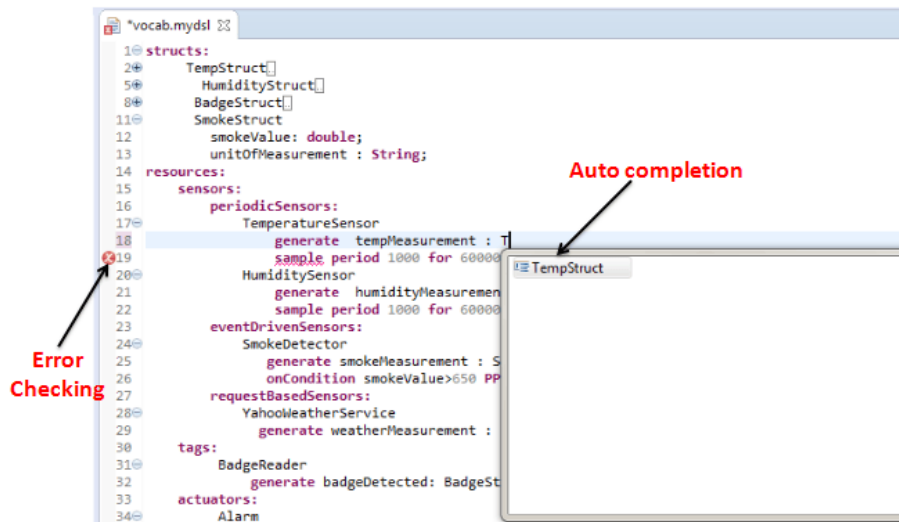 *vocab.mydsl
1 structs:
2 TempStruct
5 HumidityStruct
8 BadgeStruct
11 SmokeStruct
12 smokeValue: double;
13 unitOfMeasurement : String;
14 resources:
15 sensors:
16 periodicSensors:
17 TemperatureSensor
18 generate tempMeasurement : T
19 sample period 1000 for 60000
20 HumiditySensor
21 generate humidityMeasuremen
22 sample period 1000 for 60000
23 eventDrivenSensors:
24 SmokeDetector
25 generate smokeMeasurement : S
26 onCondition smokeValue>650 PP
27 requestBasedSensors:
28 YahooWeatherService
29 generate weatherMeasurement :
30 tags:
31 BadgeReader
32 generate badgeDetected: BadgeSt
33 actuators:
34 Alarm
Auto completion
TempStruct
Error
Checking